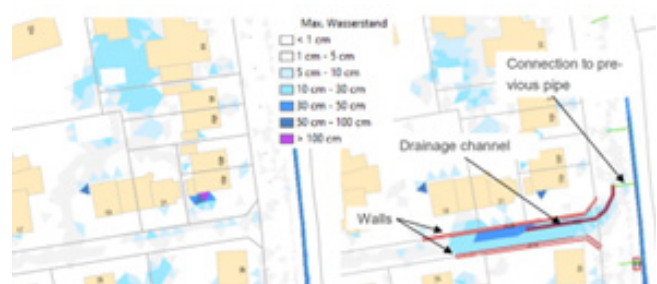 Max. Wasserstand
< 1 cm
1 cm - 5 cm
5 cm - 10 cm
10 cm - 30 cm
30 cm - 50 cm
50 cm - 100 cm
> 100 cm
Connection to pre-
vious pipe
Drainage channel
Walls